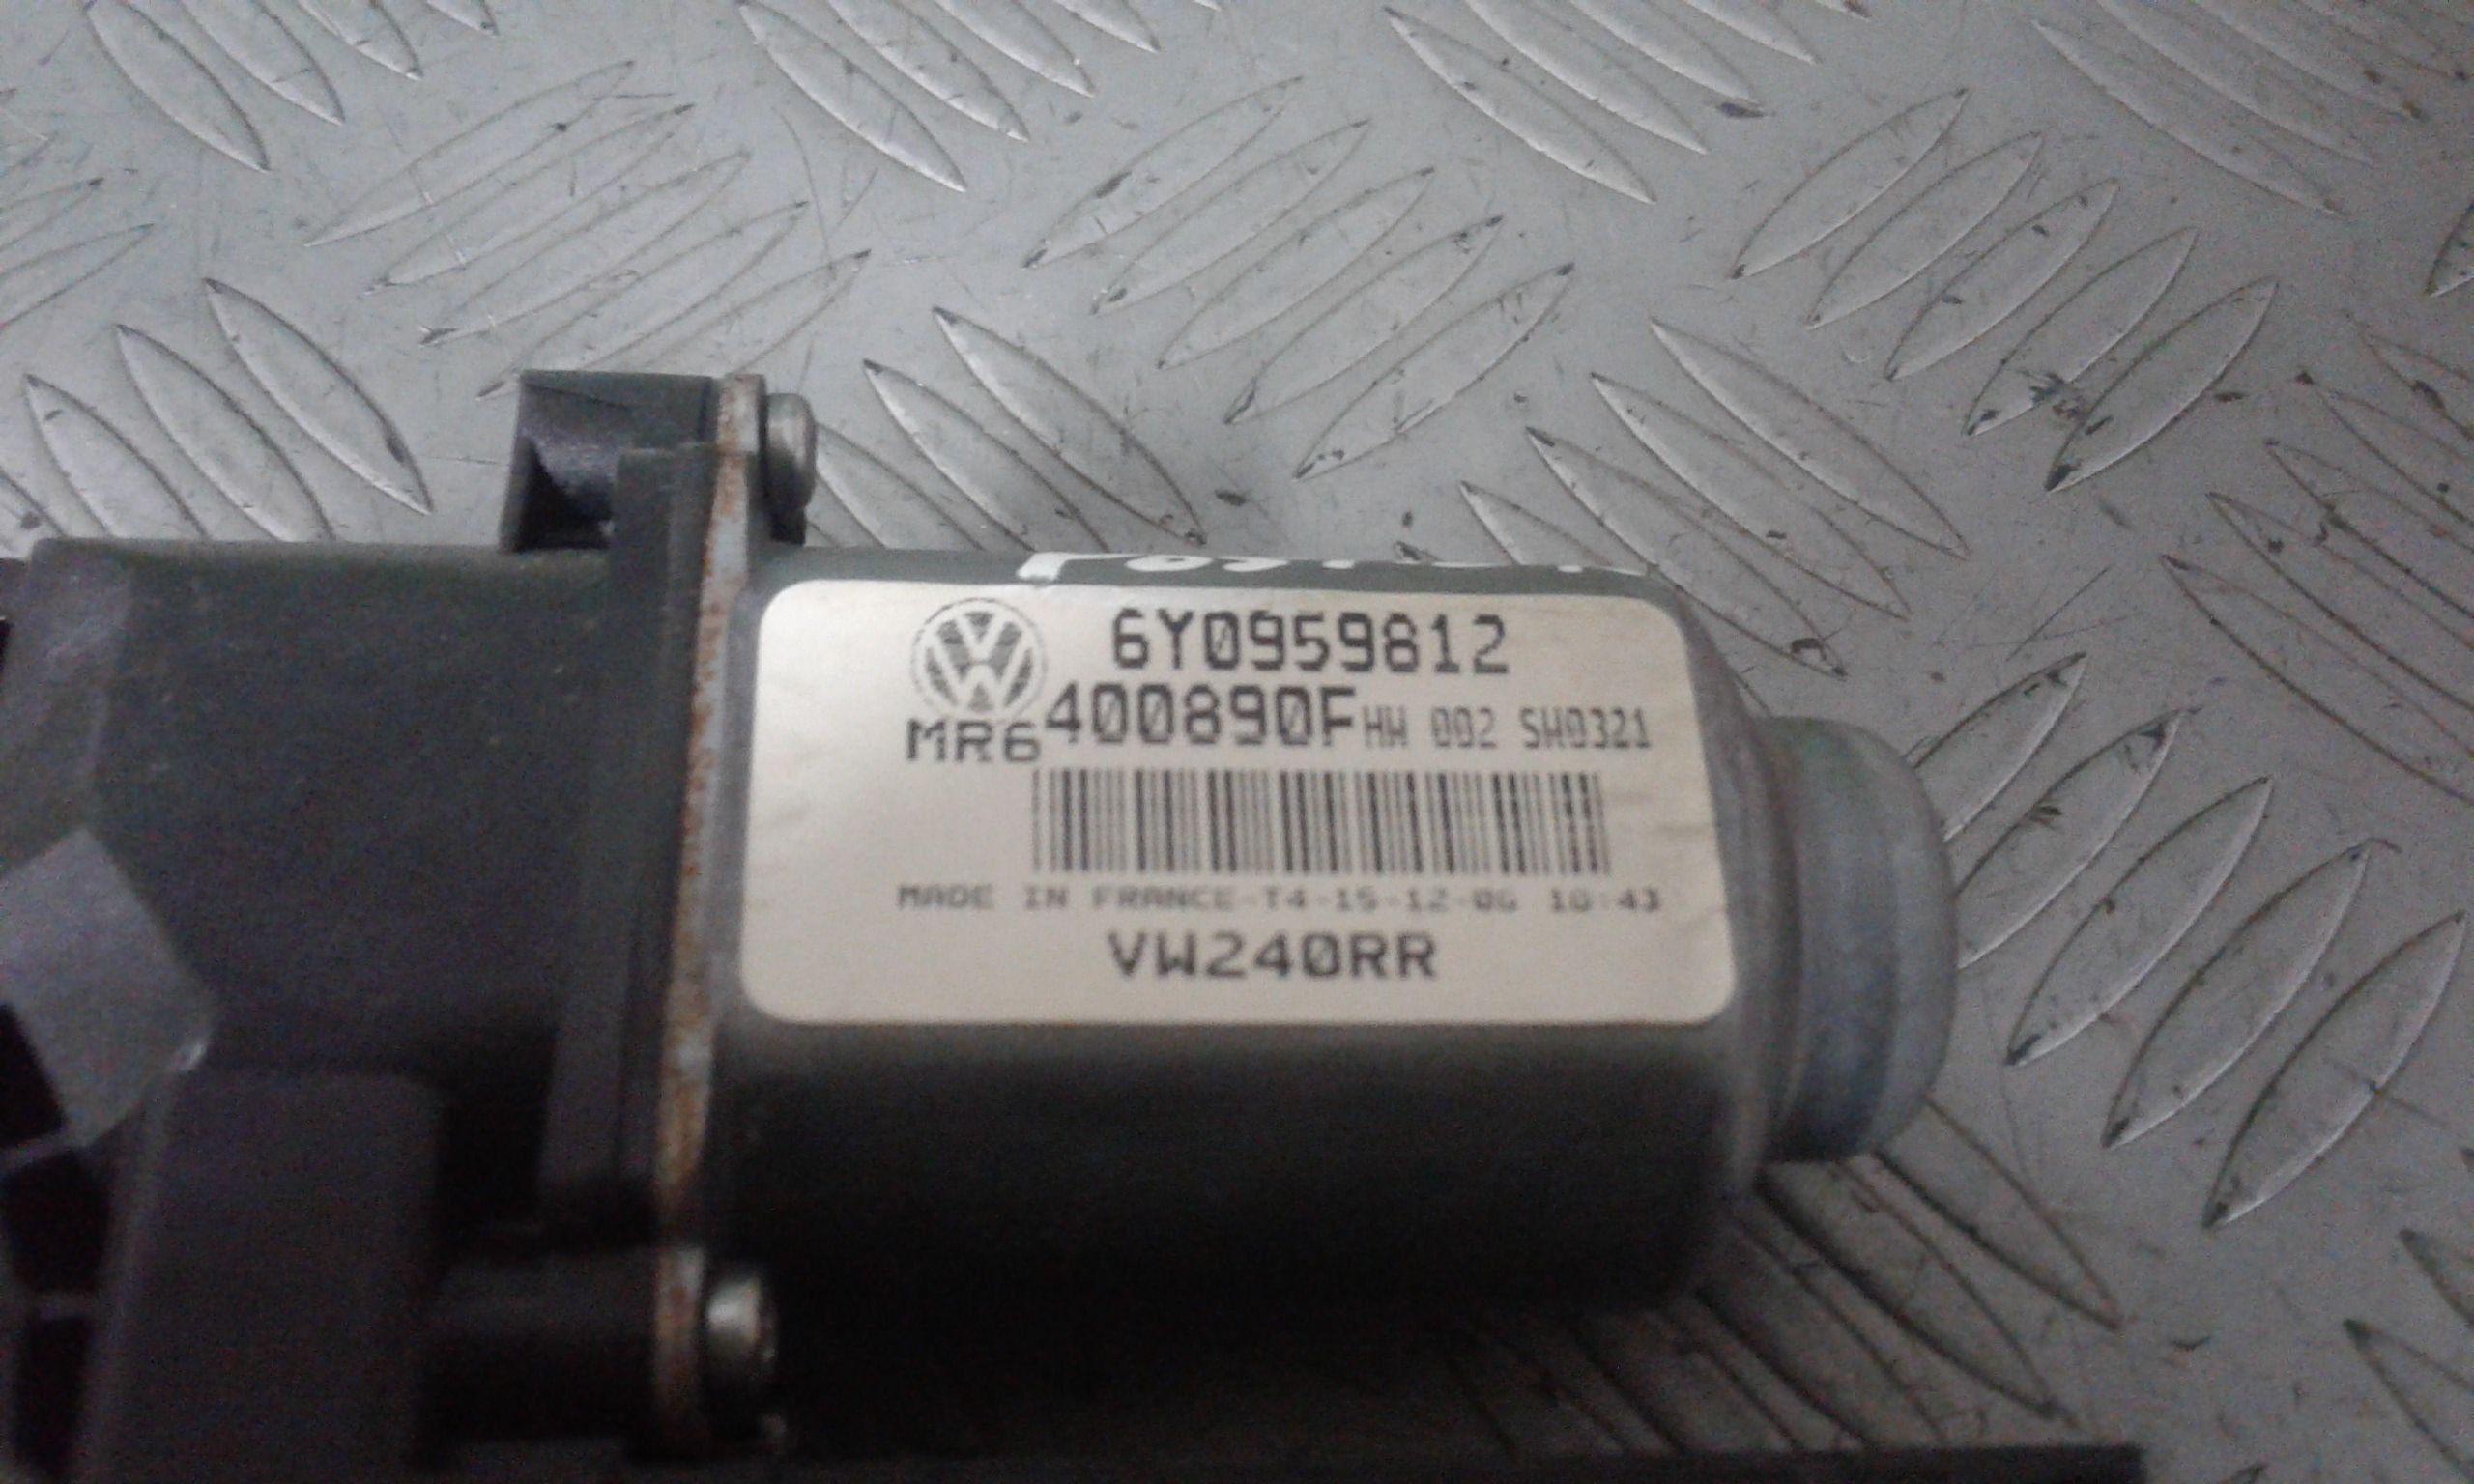 6Y0959812
MR6 400890F HW 002 SW0321
MADE IN FRANCE-T4-15-12-06 10:43
VW240RR